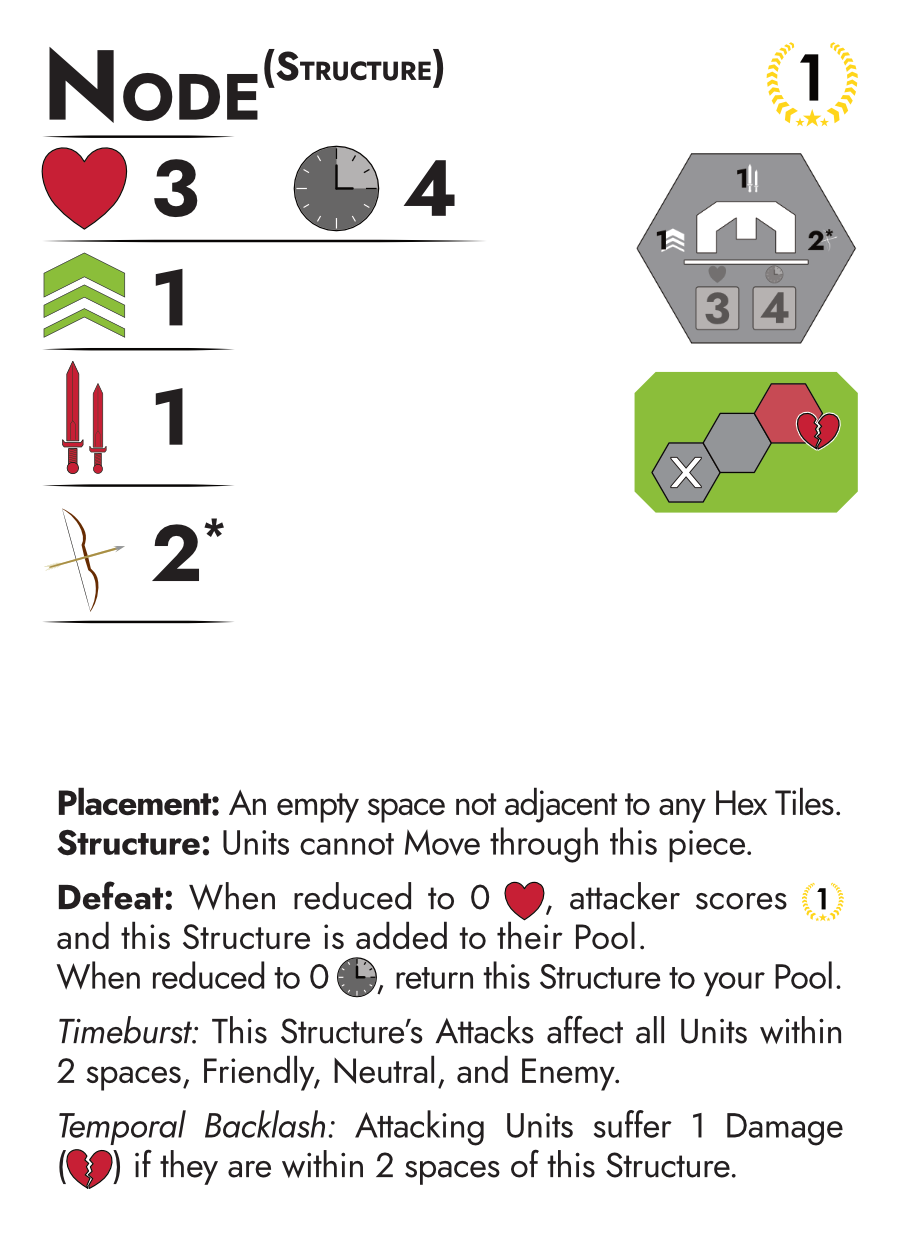 Node (Structure)
1
3 4
1
1
2*
1
1 2*
3 4
X
Placement: An empty space not adjacent to any Hex Tiles.
Structure: Units cannot Move through this piece.
Defeat: When reduced to 0 , attacker scores 1
and this Structure is added to their Pool.
When reduced to 0 , return this Structure to your Pool.
Timeburst: This Structure’s Attacks affect all Units within
2 spaces, Friendly, Neutral, and Enemy.
Temporal Backlash: Attacking Units suffer 1 Damage
( ) if they are within 2 spaces of this Structure.